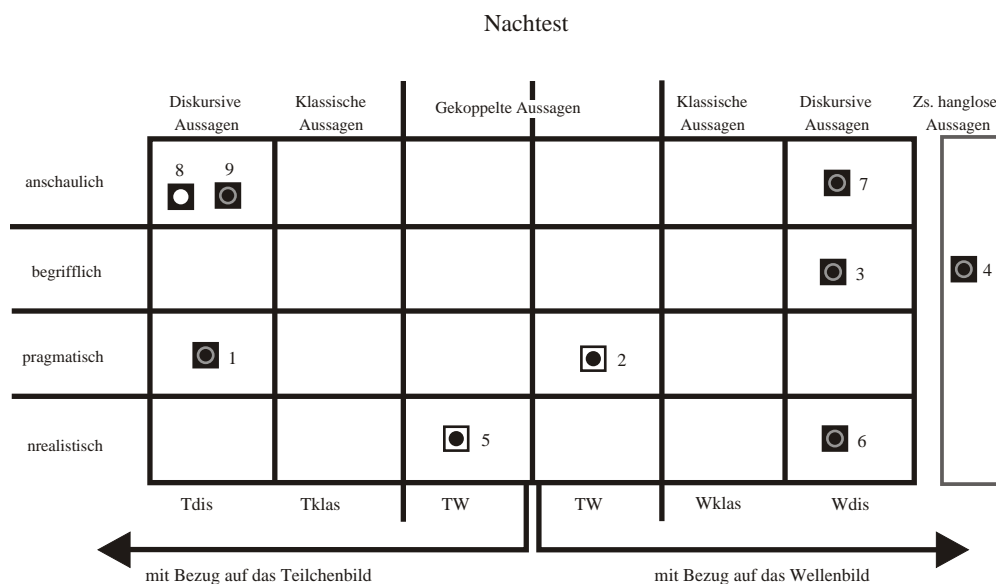 Nachtest
Diskursive Aussagen
Klassische Aussagen
Gekoppelte Aussagen
Klassische Aussagen
Diskursive Aussagen
Zs. hanglose Aussagen
anschaulich
8
9
7
begrifflich
3
4
pragmatisch
1
2
nrealistisch
5
6
Tdis
Tklas
TW
TW
Wklas
Wdis
mit Bezug auf das Teilchenbild
mit Bezug auf das Wellenbild